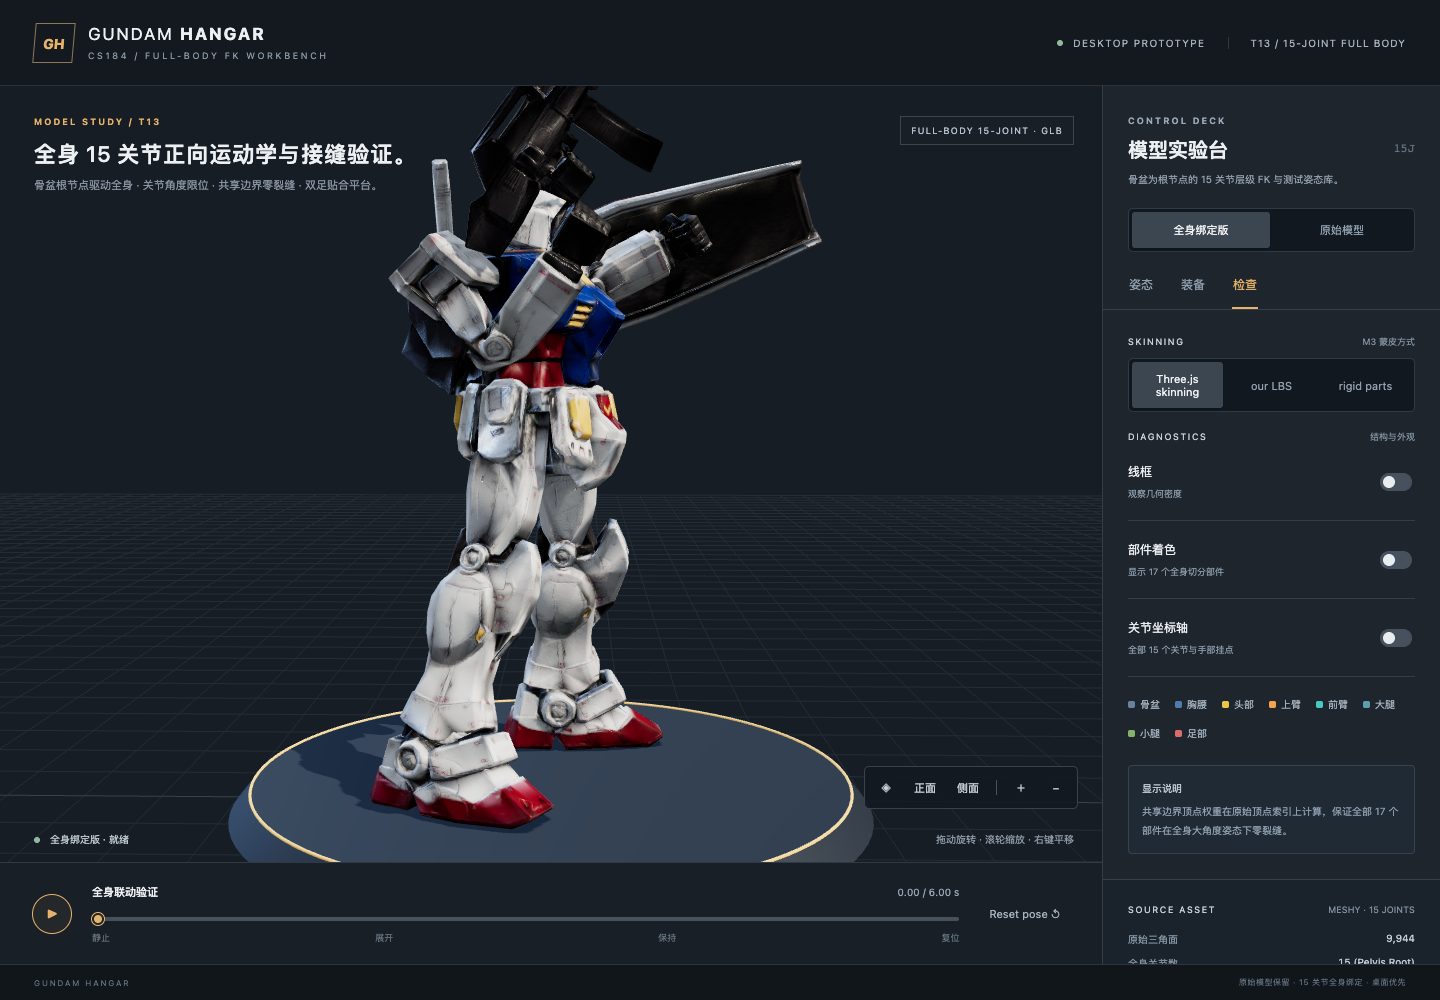 GH
GUNDAM HANGAR
CS184 / FULL-BODY FK WORKBENCH
DESKTOP PROTOTYPE
T13 / 15-JOINT FULL BODY
MODEL STUDY / T13
全身 15 关节正向运动学与接缝验证。
骨盆根节点驱动全身 · 关节角度限位 · 共享边界零裂缝 · 双足贴合平台。
FULL-BODY 15-JOINT · GLB
正面
侧面
+
−
全身绑定版 · 就绪
拖动旋转 · 滚轮缩放 · 右键平移
全身联动验证
0.00 / 6.00 s
静止
展开
保持
复位
Reset pose
CONTROL DECK
模型实验台
15J
骨盆为根节点的 15 关节层级 FK 与测试姿态库。
全身绑定版
原始模型
姿态
装备
检查
SKINNING
M3 蒙皮方式
Three.js
skinning
our LBS
rigid parts
DIAGNOSTICS
结构与外观
线框
观察几何密度
部件着色
显示 17 个全身切分部件
关节坐标轴
全部 15 个关节与手部挂点
骨盆
胸腰
头部
上臂
前臂
大腿
小腿
足部
显示说明
共享边界顶点权重在原始顶点索引上计算，保证全部 17 个
部件在全身大角度姿态下零裂缝。
SOURCE ASSET
MESHY · 15 JOINTS
原始三角面
9,944
全身关节数
15 (Pelvis Root)
GUNDAM HANGAR
原始模型保留 · 15 关节全身绑定 · 桌面优先